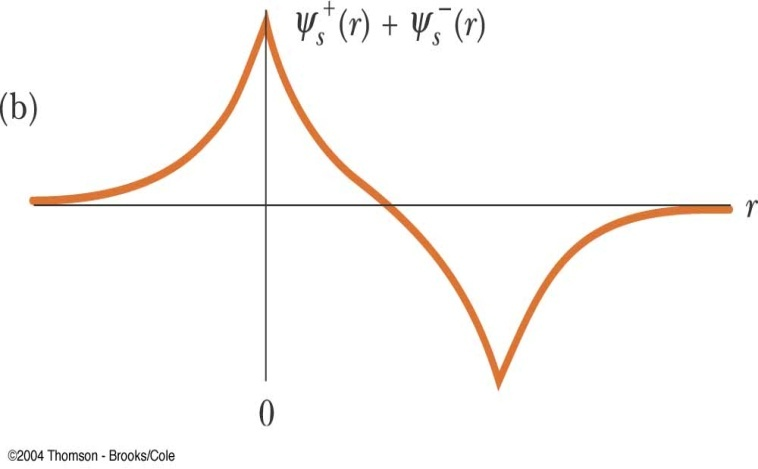 ψₛ⁺(r) + ψₛ⁻(r)
(b)
r
0
©2004 Thomson - Brooks/Cole